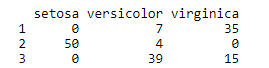 setosa versicolor virginica
1 0 7 35
2 50 4 0
3 0 39 15